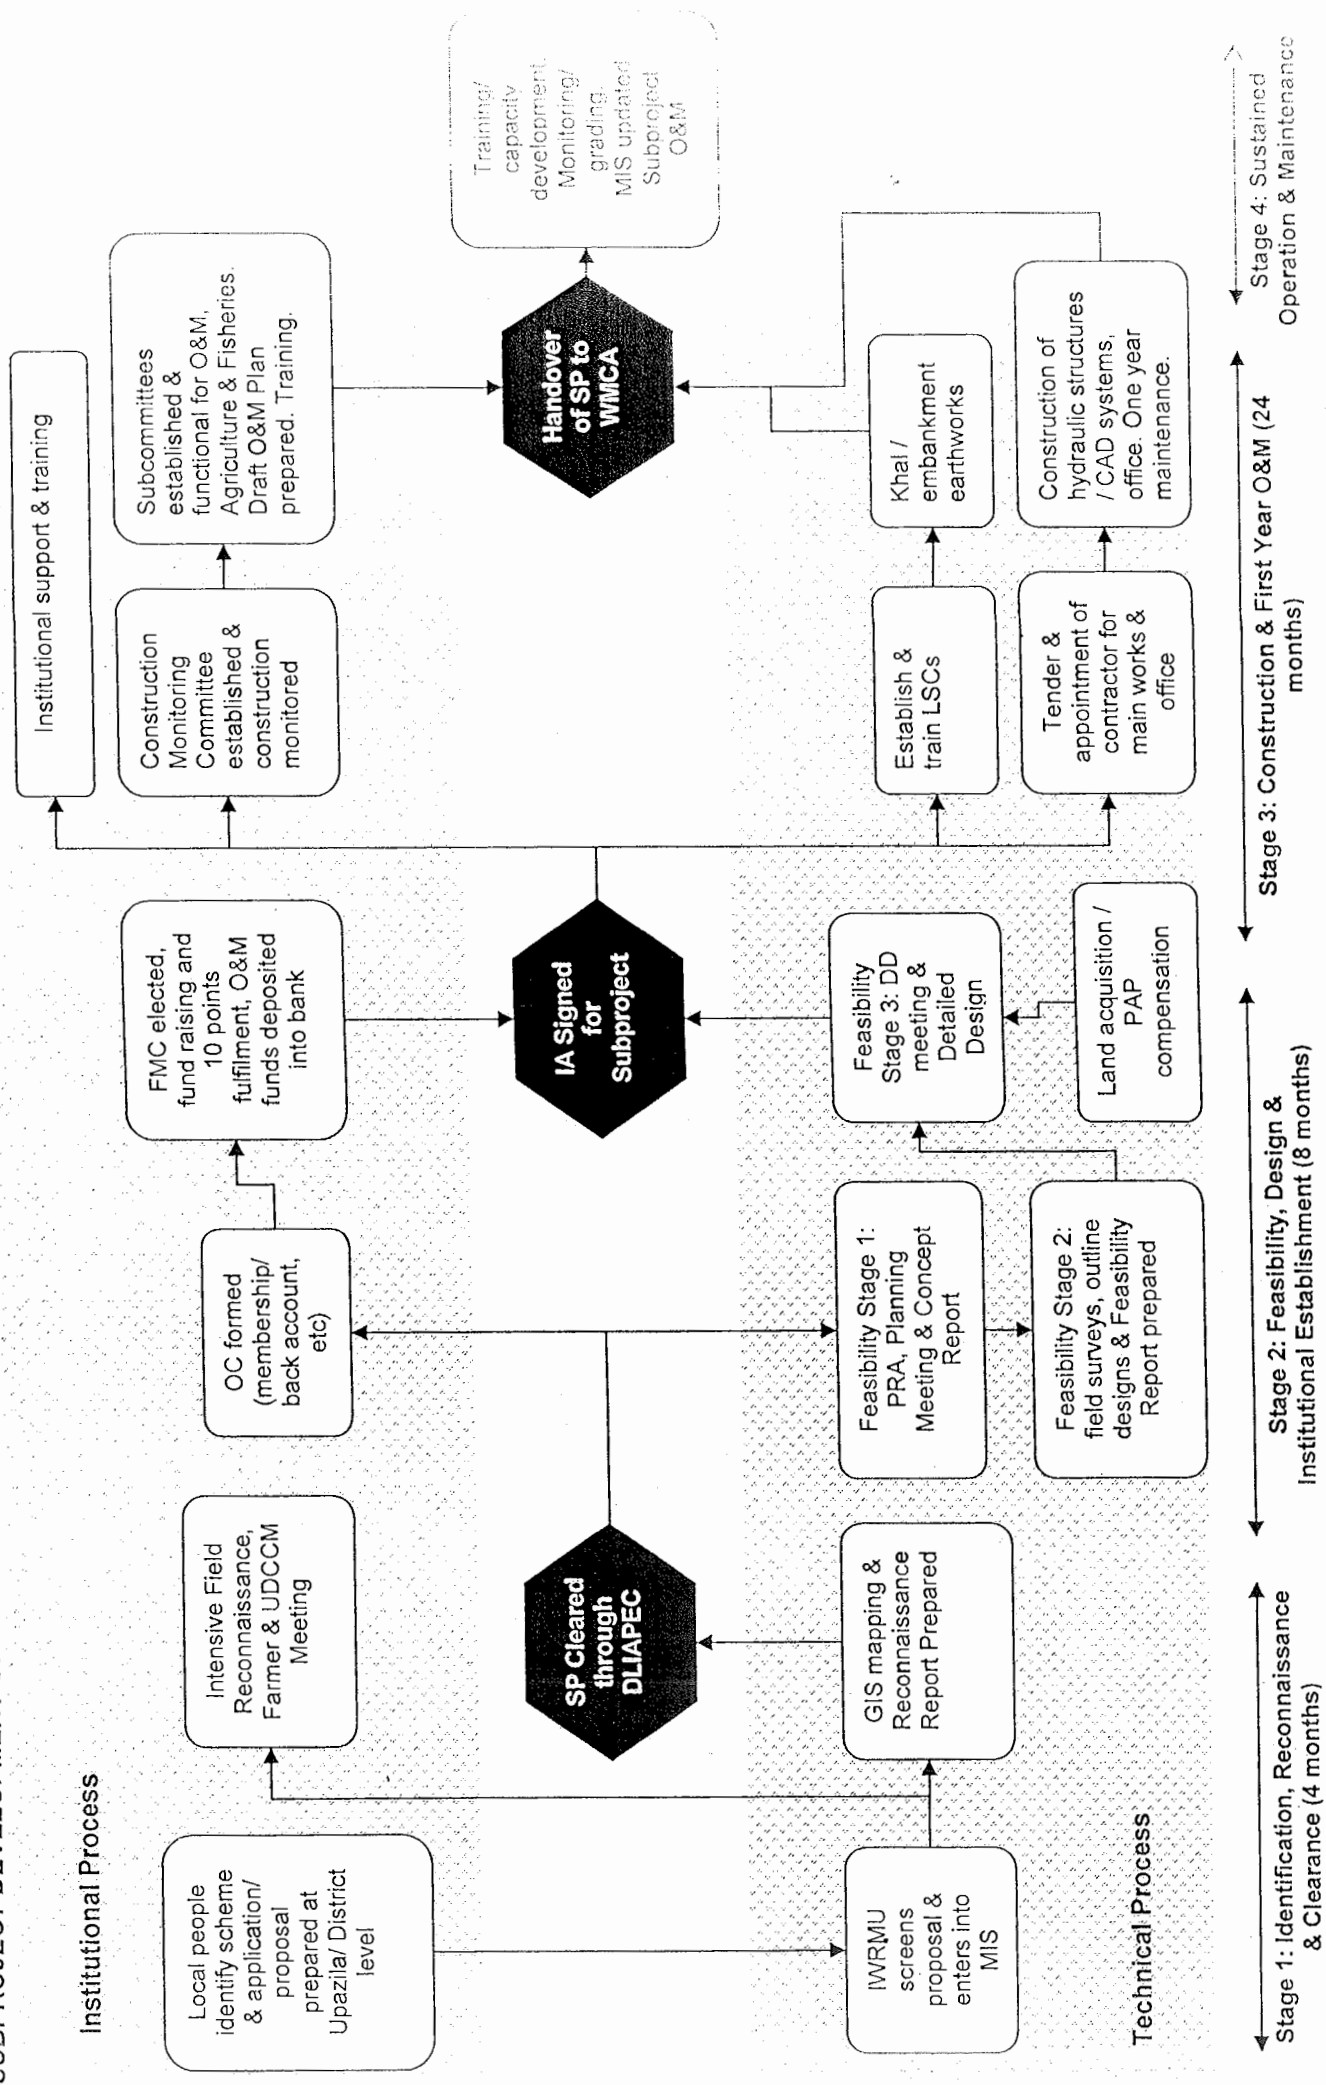 Institutional Process
Local people
identify scheme
& application/
proposal
prepared at
Upazila/ District
level
Intensive Field
Reconnaissance,
Farmer & UDCCM
Meeting
OC formed
(membership/
back account,
etc)
FMC elected,
fund raising and
10 points
fulfilment, O&M
funds deposited
into bank
Institutional support & training
Construction
Monitoring
Committee
established &
construction
monitored
Subcommittees
established &
functional for O&M,
Agriculture & Fisheries.
Draft O&M Plan
prepared. Training.
SP Cleared
through
DLIAPEC
IA Signed
for
Subproject
Handover
of SP to
WMCA
Training/
capacity
development.
Monitoring/
grading.
MIS updated
Subproject
O&M
IWRMU
screens
proposal &
enters into
MIS
GIS mapping &
Reconnaissance
Report Prepared
Feasibility Stage 1:
PRA, Planning
Meeting & Concept
Report
Feasibility Stage 2:
field surveys, outline
designs & Feasibility
Report prepared
Feasibility
Stage 3: DD
meeting &
Detailed
Design
Land acquisition /
PAP
compensation
Establish &
train LSCs
Khal /
embankment
earthworks
Tender &
appointment of
contractor for
main works &
office
Construction of
hydraulic structures
/ CAD systems,
office. One year
maintenance.
Technical Process
Stage 1: Identification, Reconnaissance
& Clearance (4 months)
Stage 2: Feasibility, Design &
Institutional Establishment (8 months)
Stage 3: Construction & First Year O&M (24
months)
Stage 4: Sustained
Operation & Maintenance